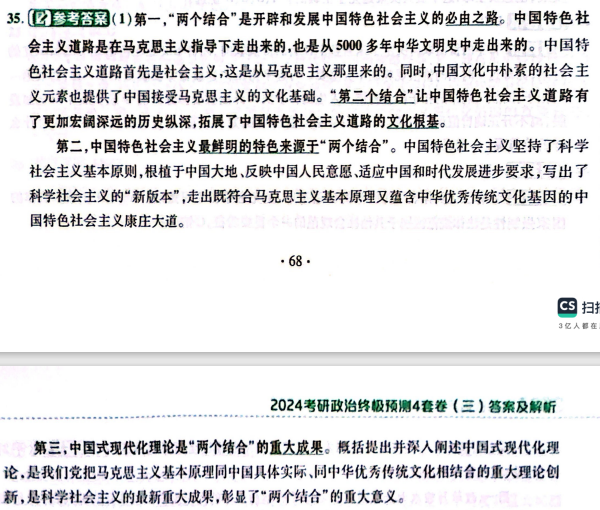 35. 参考答案 (1)第一,“两个结合”是开辟和发展中国特色社会主义的必由之路。中国特色社
会主义道路是在马克思主义指导下走出来的,也是从5000多年中华文明史中走出来的。中国特
色社会主义道路首先是社会主义,这是从马克思主义那里来的。同时,中国文化中朴素的社会主
义元素也提供了中国接受马克思主义的文化基础。“第二个结合”让中国特色社会主义道路有
了更加宏阔深远的历史纵深,拓展了中国特色社会主义道路的文化根基。
第二,中国特色社会主义最鲜明的特色来源于“两个结合”。中国特色社会主义坚持了科学
社会主义基本原则,根植于中国大地、反映中国人民意愿、适应中国和时代发展进步要求,写出了
科学社会主义的“新版本”,走出既符合马克思主义基本原理又蕴含中华优秀传统文化基因的中
国特色社会主义康庄大道。
·68·
CS 扫
3亿人都在
2024考研政治终极预测4套卷(三)答案及解析
第三,中国式现代化理论是“两个结合”的重大成果。概括提出并深入阐述中国式现代化理
论,是我们党把马克思主义基本原理同中国具体实际、同中华优秀传统文化相结合的重大理论创
新,是科学社会主义的最新重大成果,彰显了“两个结合”的重大意义。